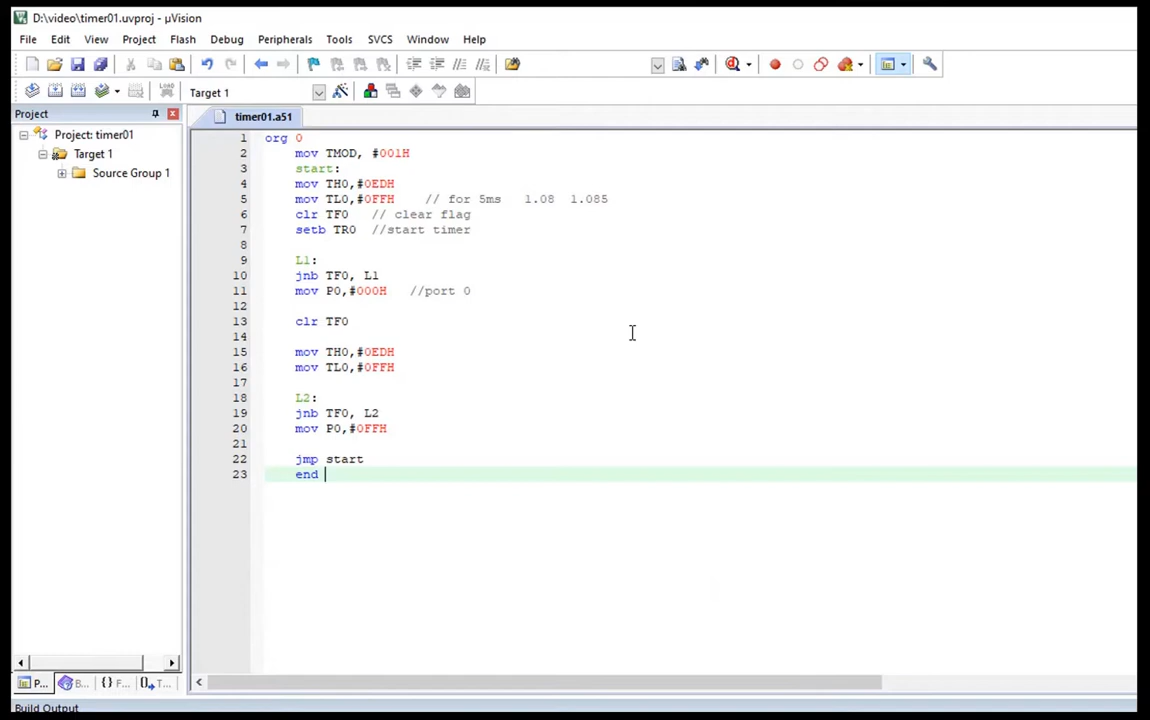 D:\video\timer01.uvproj - µVision
File Edit View Project Flash Debug Peripherals Tools SVCS Window Help
LOAD Target 1
Project
timer01.a51
Project: timer01
Target 1
Source Group 1
1 org 0
2 mov TMOD, #001H
3 start:
4 mov TH0,#0EDH
5 mov TL0,#0FFH // for 5ms 1.08 1.085
6 clr TF0 // clear flag
7 setb TR0 //start timer
8
9 L1:
10 jnb TF0, L1
11 mov P0,#000H //port 0
12
13 clr TF0
14
15 mov TH0,#0EDH
16 mov TL0,#0FFH
17
18 L2:
19 jnb TF0, L2
20 mov P0,#0FFH
21
22 jmp start
23 end
P... B... {} F... T...
Build Output